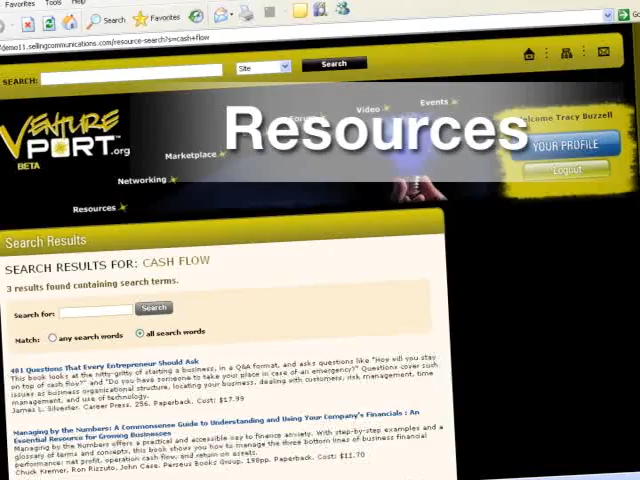 Favorites Tools Help
Search Favorites
/demo11.sellingcommunications.com/resource-search?s=cash+flow
Go
SEARCH: Site Search
Resources
Forum Video Events
Welcome Tracy Buzzell
VENTURE
VPORT.org
BETA
YOUR PROFILE
Logout
Marketplace
Networking
Resources
Search Results
SEARCH RESULTS FOR: CASH FLOW
3 results found containing search terms.
Search for: Search
Match: any search words all search words
401 Questions That Every Entrepreneur Should Ask
This book looks at the nitty-gritty of starting a business, in a Q&A format, and asks questions like "How will you stay
on top of cash flow?" and "Do you have someone to take your place in case of an emergency?" Questions cover such
issues as business organizational structure, locating your business, dealing with customers, risk management, time
management, and use of technology.
James L. Silvester. Career Press. 256. Paperback. Cost: $17.99
Managing by the Numbers: A Commonsense Guide to Understanding and Using Your Company's Financials : An
Essential Resource for Growing Businesses
Managing by the Numbers offers a practical and accessible key to finance anxiety. With step-by-step examples and a
glossary of terms and concepts, this book shows you how to manage the three bottom lines of business financial
performance: net profit, operation cash flow, and return on assets.
Chuck Kremer, Ron Rizzuto, John Case. Perseus Books Group. 198pp. Paperback. Cost: $11.70